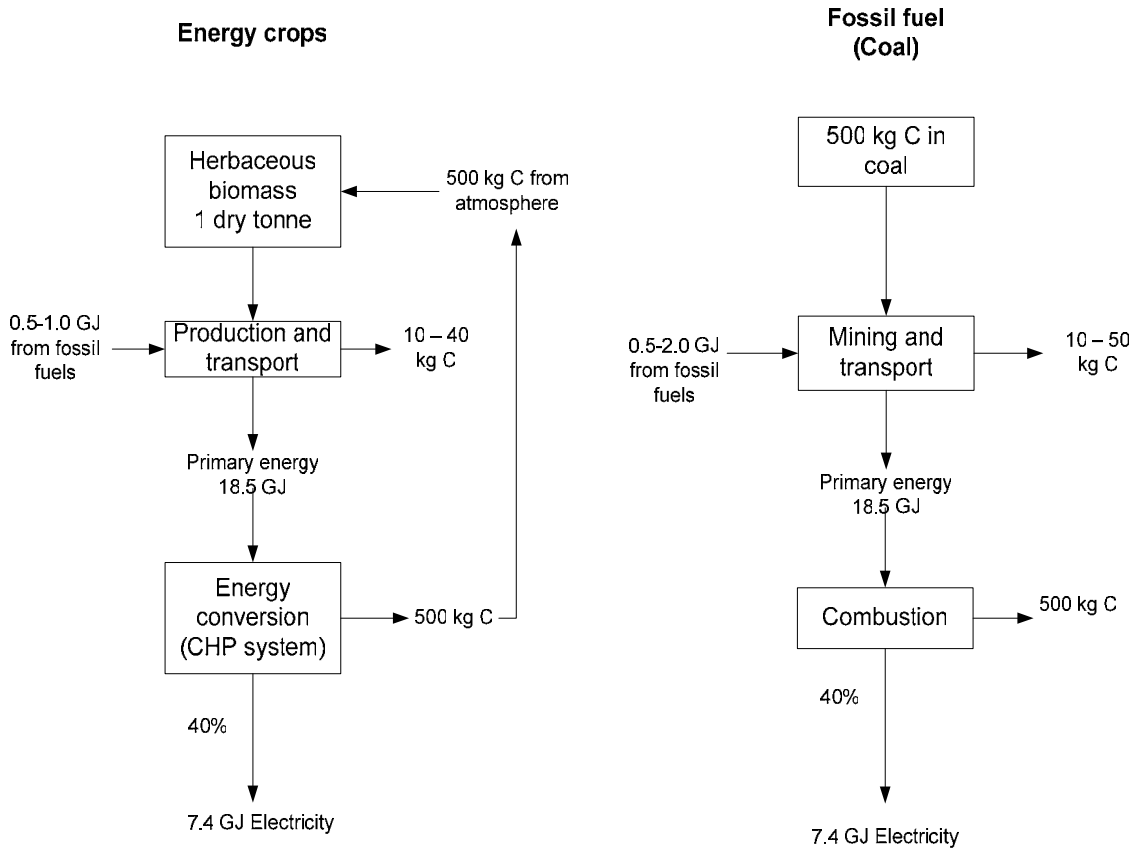 Energy crops
Herbaceous
biomass
1 dry tonne
500 kg C from
atmosphere
0.5-1.0 GJ
from fossil
fuels
Production and
transport
10 – 40
kg C
Primary energy
18.5 GJ
Energy
conversion
(CHP system)
500 kg C
40%
7.4 GJ Electricity
Fossil fuel
(Coal)
500 kg C in
coal
0.5-2.0 GJ
from fossil
fuels
Mining and
transport
10 – 50
kg C
Primary energy
18.5 GJ
Combustion
500 kg C
40%
7.4 GJ Electricity